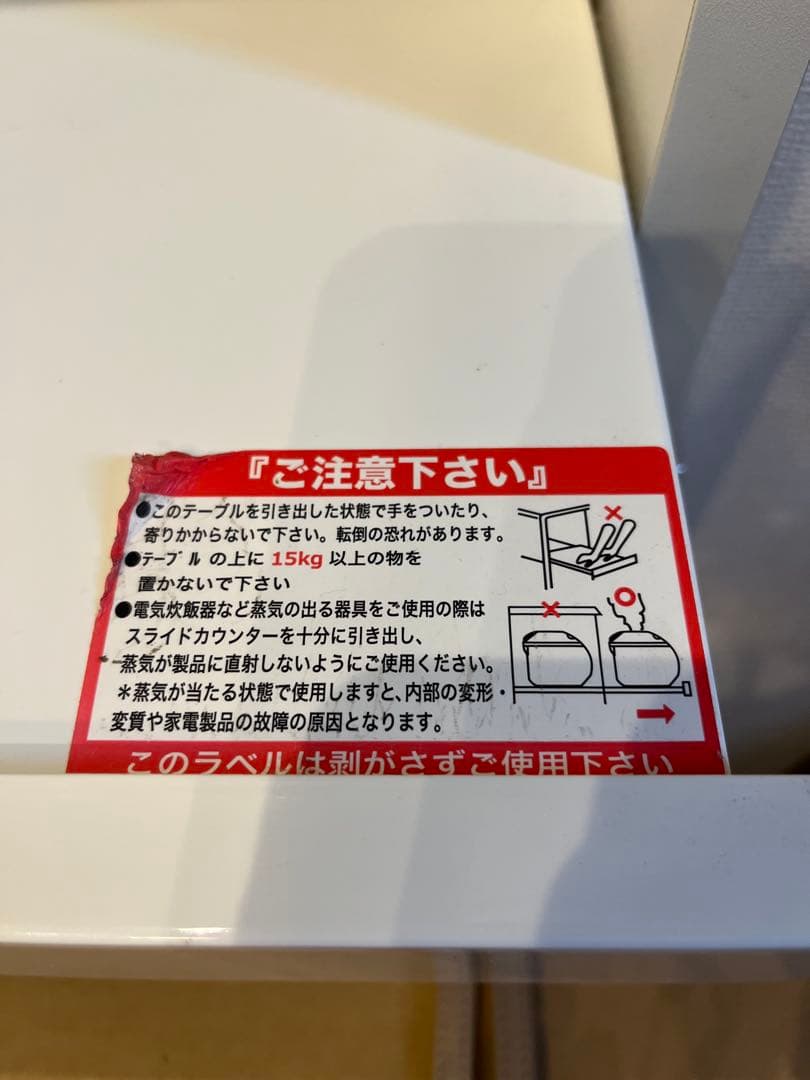 『ご注意下さい』
●このテーブルを引き出した状態で手をついたり、
寄りかからないで下さい。転倒の恐れがあります。
●ﾃｰﾌﾞﾙ の上に 15kg 以上の物を
置かないで下さい
●電気炊飯器など蒸気の出る器具をご使用の際は
スライドカウンターを十分に引き出し、
蒸気が製品に直射しないようにご使用ください。
＊蒸気が当たる状態で使用しますと、内部の変形・
変質や家電製品の故障の原因となります。
このラベルは剥がさずご使用下さい